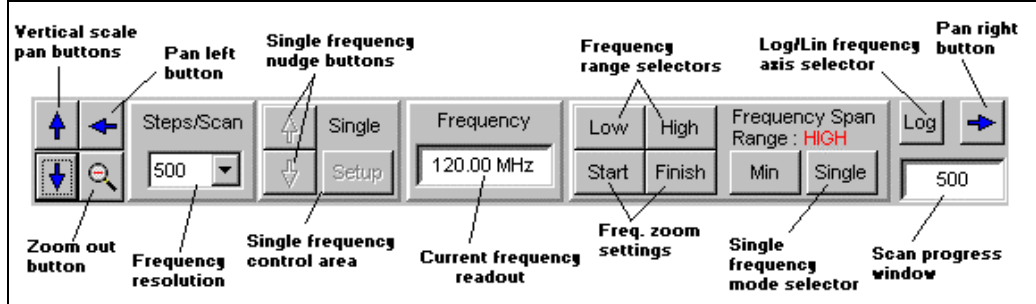 Vertical scale
pan buttons
Pan left
button
Single frequency
nudge buttons
Frequency
range selectors
Log/Lin frequency
axis selector
Pan right
button
Steps/Scan
500
Single
Setup
Frequency
120.00 MHz
Low
High
Start
Finish
Frequency Span
Range : HIGH
Min
Single
Log
500
Zoom out
button
Frequency
resolution
Single frequency
control area
Current frequency
readout
Freq. zoom
settings
Single
frequency
mode selector
Scan progress
window